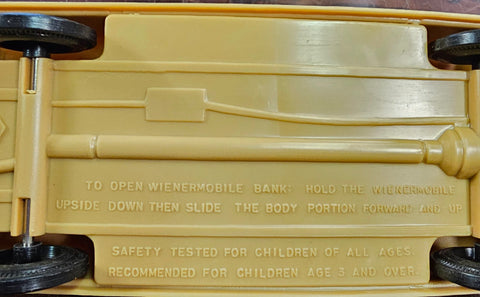 TO OPEN WIENERMOBILE BANK: HOLD THE WIENERMOBILE
UPSIDE DOWN THEN SLIDE THE BODY PORTION FORWARD AND UP
SAFETY TESTED FOR CHILDREN OF ALL AGES.
RECOMMENDED FOR CHILDREN AGE 3 AND OVER.